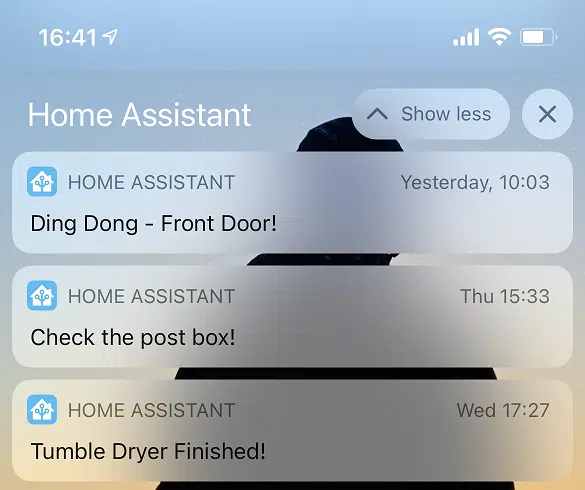 16:41
Home Assistant
Show less
HOME ASSISTANT Yesterday, 10:03
Ding Dong - Front Door!
HOME ASSISTANT Thu 15:33
Check the post box!
HOME ASSISTANT Wed 17:27
Tumble Dryer Finished!